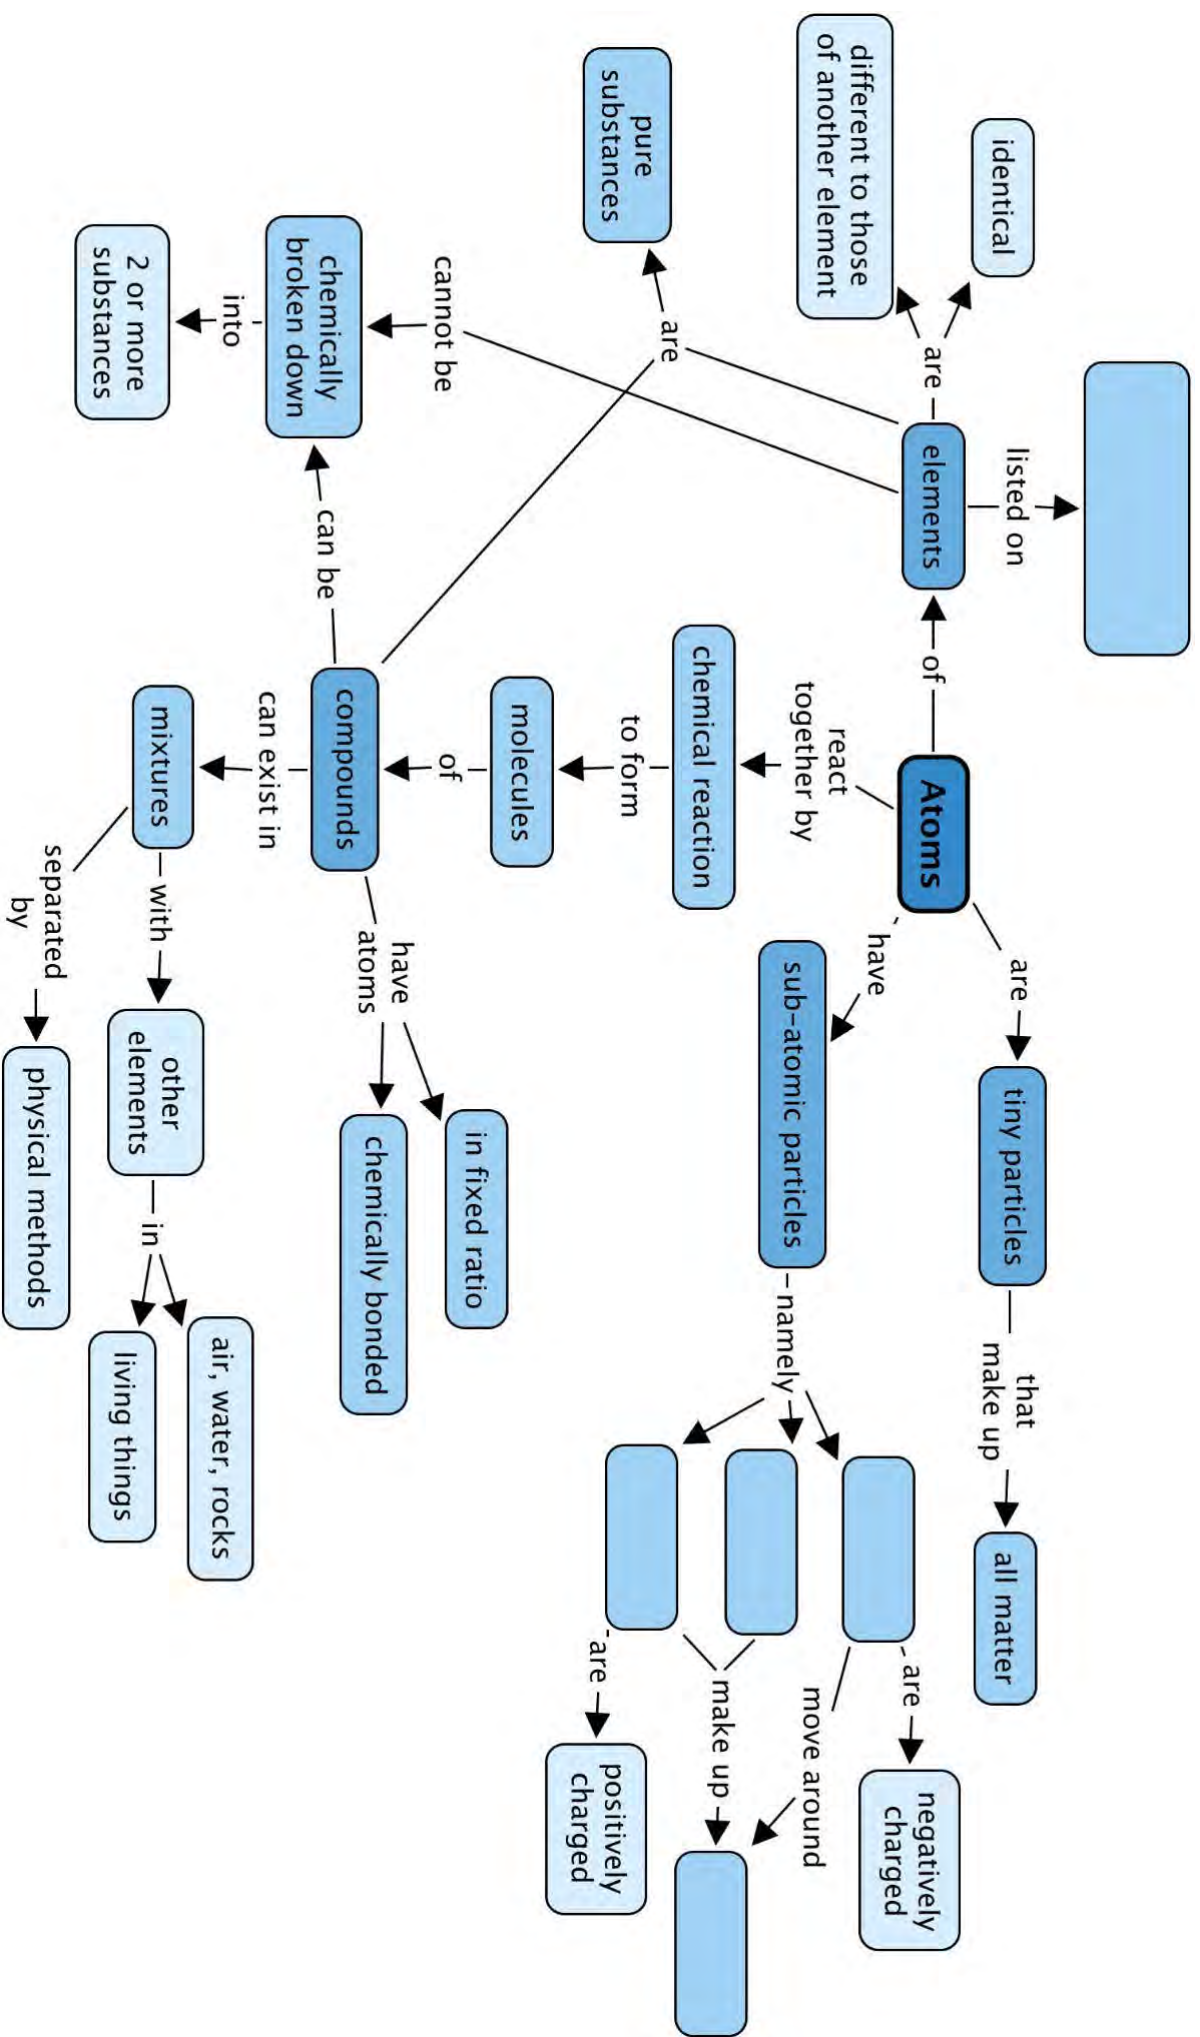 listed on
identical
different to those
of another element
are
elements
of
Atoms
are
tiny particles
that
make up
all matter
have
sub-atomic particles
namely
are
negatively
charged
move around
make up
are
positively
charged
react
together by
chemical reaction
to form
molecules
of
compounds
are
pure
substances
cannot be
chemically
broken down
can be
into
2 or more
substances
have
atoms
in fixed ratio
chemically bonded
can exist in
mixtures
with
other
elements
in
air, water, rocks
living things
separated
by
physical methods